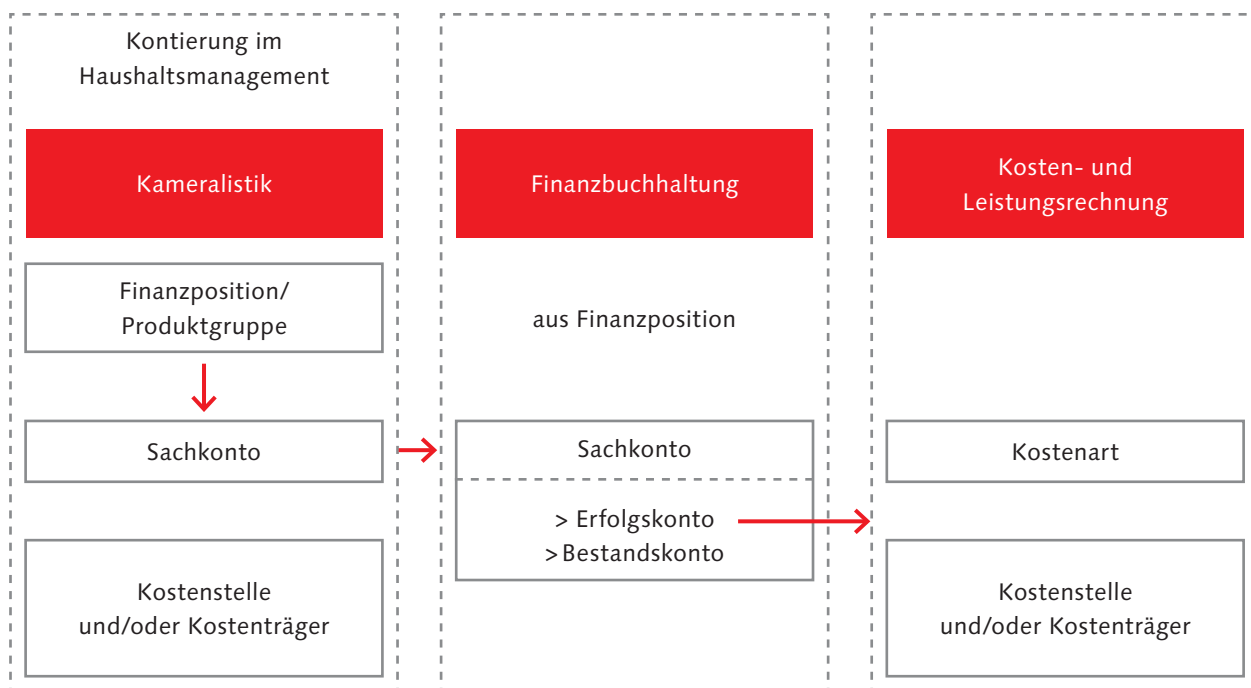 Kontierung im
Haushaltsmanagement
Kameralistik
Finanzposition/
Produktgruppe
Sachkonto
Kostenstelle
und/oder Kostenträger
Finanzbuchhaltung
aus Finanzposition
Sachkonto
> Erfolgskonto
>Bestandskonto
Kosten- und
Leistungsrechnung
Kostenart
Kostenstelle
und/oder Kostenträger